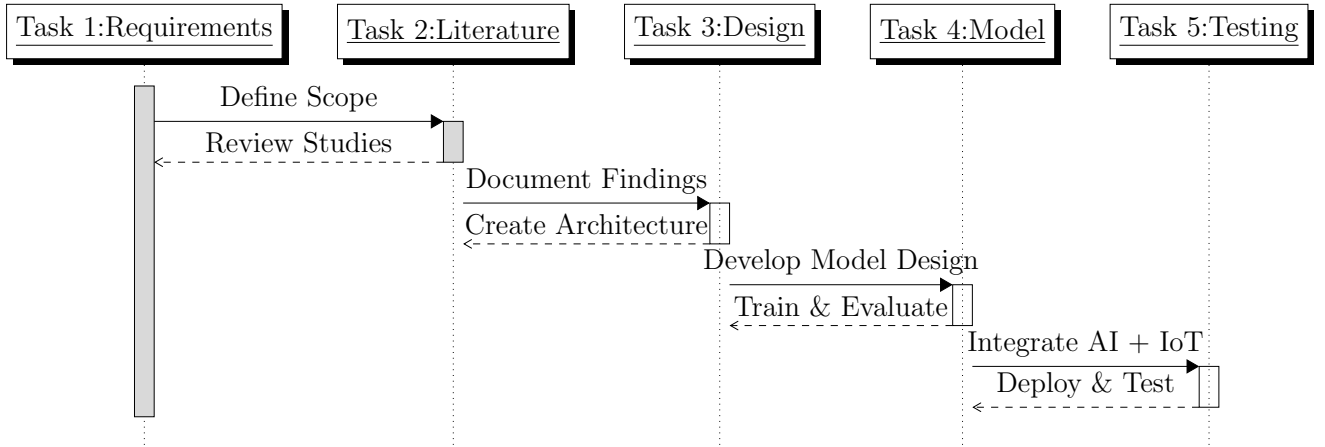 Task 1:Requirements
Task 2:Literature
Task 3:Design
Task 4:Model
Task 5:Testing
Define Scope
Review Studies
Document Findings
Create Architecture
Develop Model Design
Train & Evaluate
Integrate AI + IoT
Deploy & Test